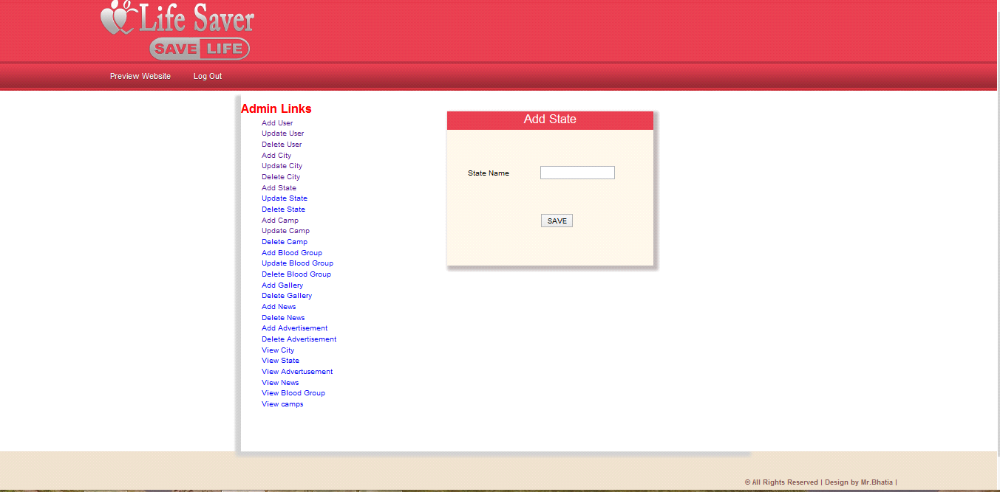 Life Saver
SAVE LIFE
Preview Website Log Out
Admin Links
Add User
Update User
Delete User
Add City
Update City
Delete City
Add State
Update State
Delete State
Add Camp
Update Camp
Delete Camp
Add Blood Group
Update Blood Group
Delete Blood Group
Add Gallery
Delete Gallery
Add News
Delete News
Add Advertisement
Delete Advertisement
View City
View State
View Advertusement
View News
View Blood Group
View camps
Add State
State Name
SAVE
© All Rights Reserved | Design by Mr.Bhatia |